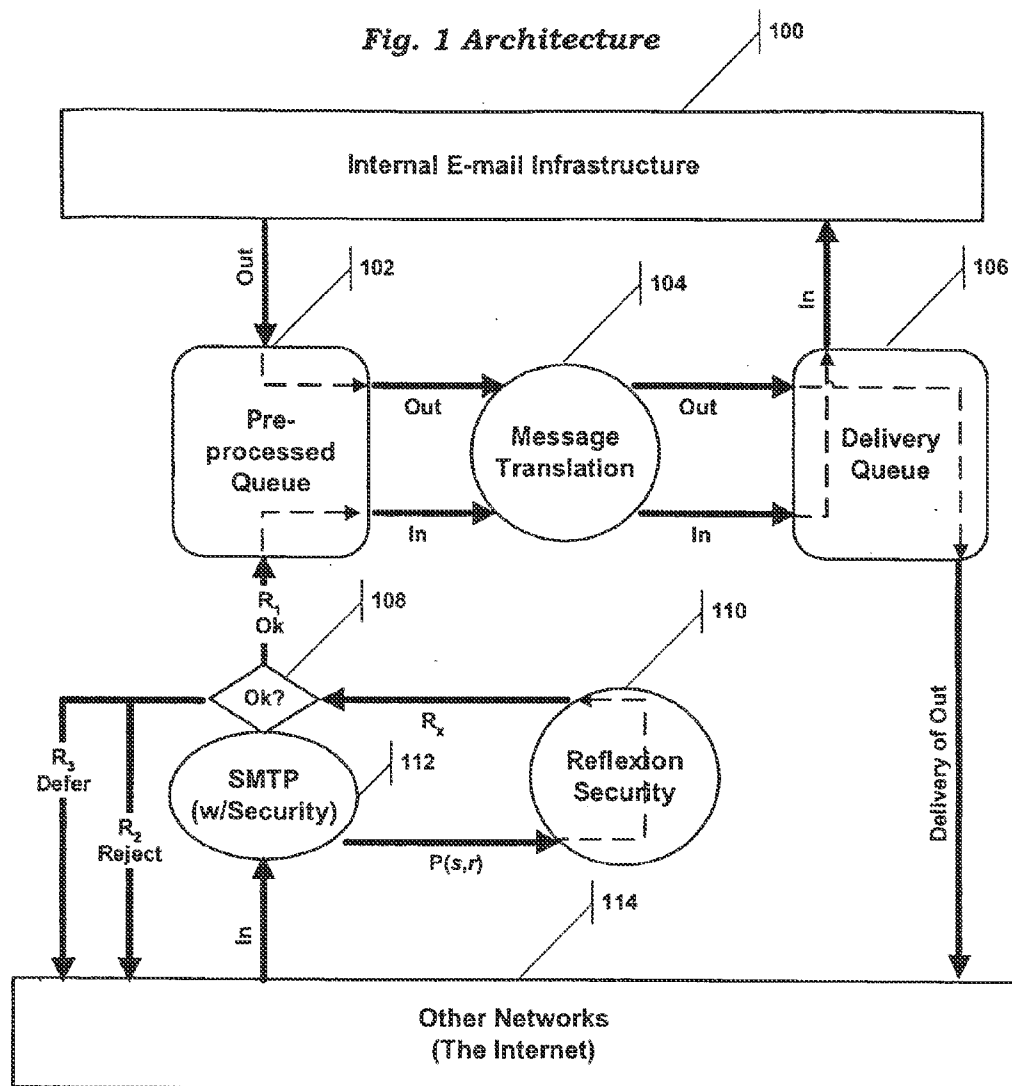 Fig. 1 Architecture
100
Internal E-mail Infrastructure
Out
102
104
In
106
Pre-
processed
Queue
Out
In
Message
Translation
Out
In
Delivery
Queue
R1
Ok
108
110
Ok?
Rx
R3
Defer
R2
Reject
SMTP
(w/Security)
112
Reflexion
Security
P(s,r)
Delivery of Out
In
114
Other Networks
(The Internet)